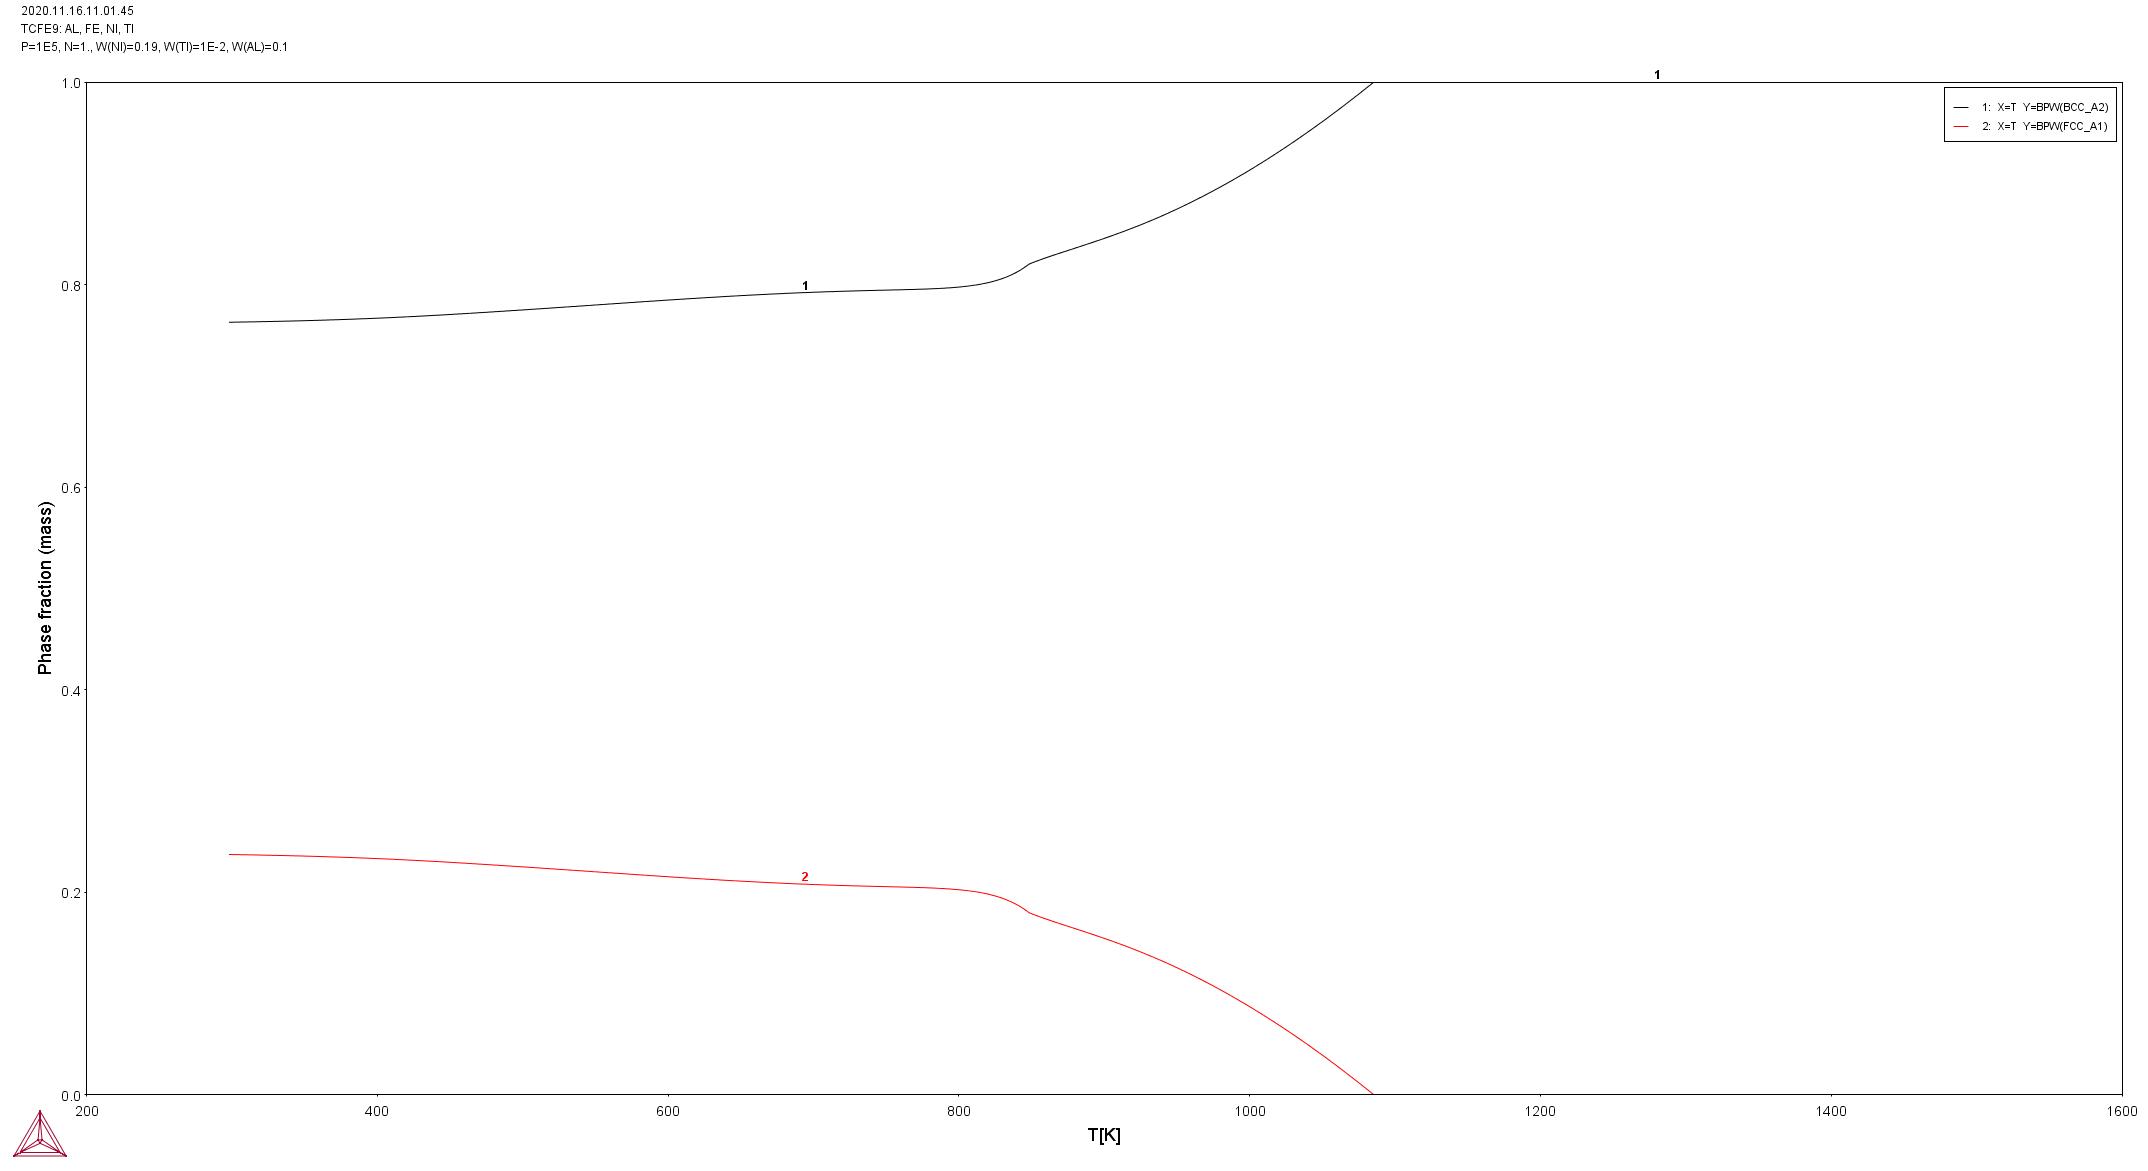 2020.11.16.11.01.45
TCFE9: AL, FE, NI, TI
P=1E5, N=1., W(NI)=0.19, W(TI)=1E-2, W(AL)=0.1
1
1.0
1: X=T Y=BPW(BCC_A2)
2: X=T Y=BPW(FCC_A1)
0.8
1
0.6
Phase fraction (mass)
0.4
2
0.2
0.0
200 400 600 800 1000 1200 1400 1600
T[K]